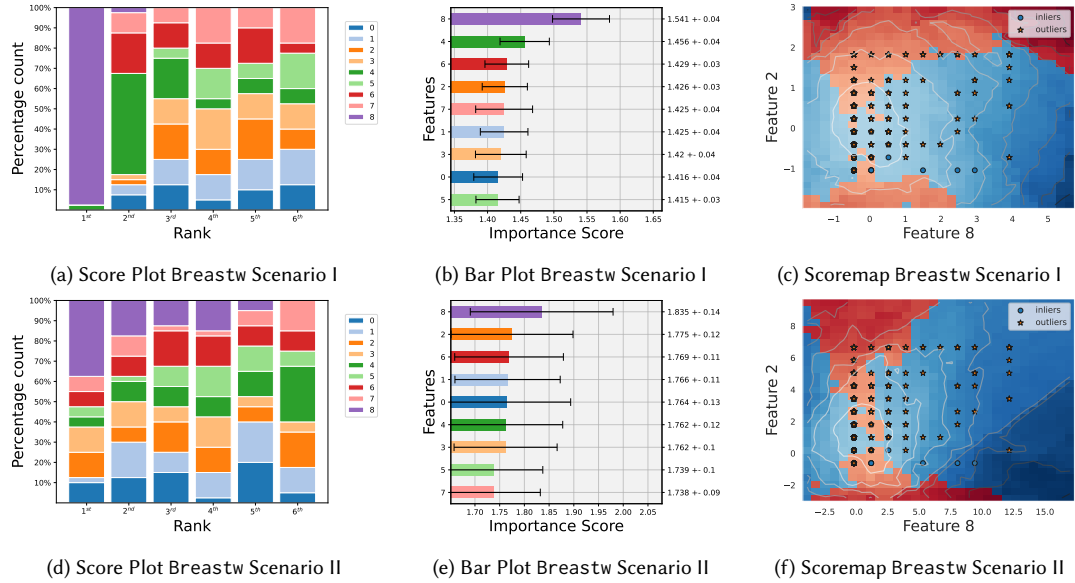 100%
90%
80%
70%
60%
50%
40%
30%
20%
10%
Percentage count
1st
2nd
3rd
4th
5th
6th
Rank
0
1
2
3
4
5
6
7
8
(a) Score Plot Breastw Scenario I
Features
8
4
6
2
7
1
3
0
5
1.541 +- 0.04
1.456 +- 0.04
1.429 +- 0.03
1.426 +- 0.03
1.425 +- 0.04
1.425 +- 0.04
1.42 +- 0.04
1.416 +- 0.04
1.415 +- 0.03
1.35 1.40 1.45 1.50 1.55 1.60 1.65
Importance Score
(b) Bar Plot Breastw Scenario I
inliers
outliers
Feature 2
3
2
1
0
−1
−1 0 1 2 3 4 5
Feature 8
(c) Scoremap Breastw Scenario I
100%
90%
80%
70%
60%
50%
40%
30%
20%
10%
Percentage count
1st
2nd
3rd
4th
5th
6th
Rank
0
1
2
3
4
5
6
7
8
(d) Score Plot Breastw Scenario II
Features
8
2
6
1
0
4
3
5
7
1.835 +- 0.14
1.775 +- 0.12
1.769 +- 0.11
1.766 +- 0.11
1.764 +- 0.13
1.762 +- 0.12
1.762 +- 0.1
1.739 +- 0.1
1.738 +- 0.09
1.70 1.75 1.80 1.85 1.90 1.95 2.00 2.05
Importance Score
(e) Bar Plot Breastw Scenario II
inliers
outliers
Feature 2
8
6
4
2
0
−2
−2.5 0.0 2.5 5.0 7.5 10.0 12.5 15.0
Feature 8
(f) Scoremap Breastw Scenario II